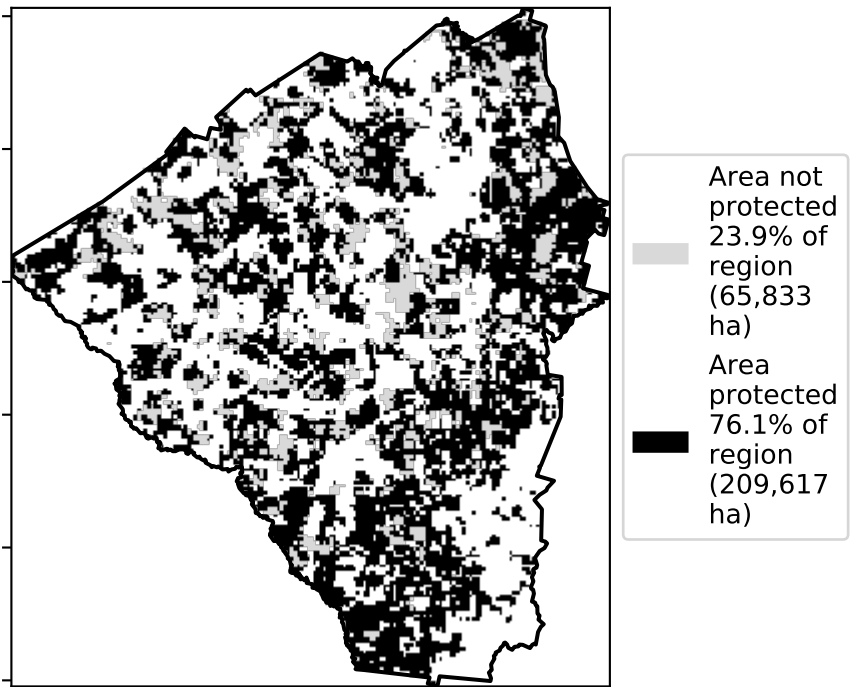 Area not
protected
23.9% of
region
(65,833
ha)
Area
protected
76.1% of
region
(209,617
ha)